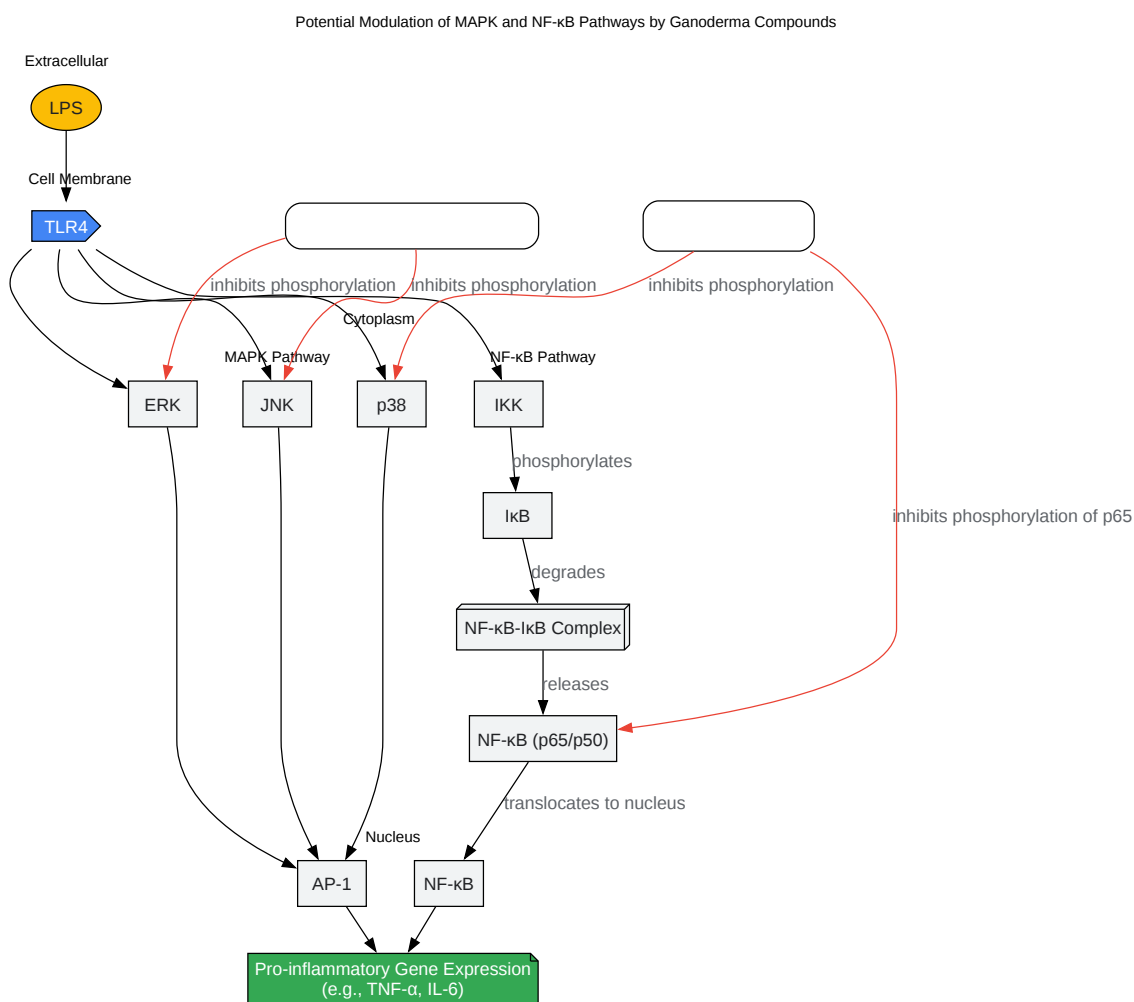 Potential Modulation of MAPK and NF-κB Pathways by Ganoderma Compounds
Extracellular
LPS
Cell Membrane
TLR4
inhibits phosphorylation
inhibits phosphorylation
inhibits phosphorylation
Cytoplasm
MAPK Pathway
NF-κB Pathway
ERK
JNK
p38
IKK
phosphorylates
IκB
inhibits phosphorylation of p65
degrades
NF-κB-IκB Complex
releases
NF-κB (p65/p50)
translocates to nucleus
Nucleus
AP-1
NF-κB
Pro-inflammatory Gene Expression
(e.g., TNF-α, IL-6)